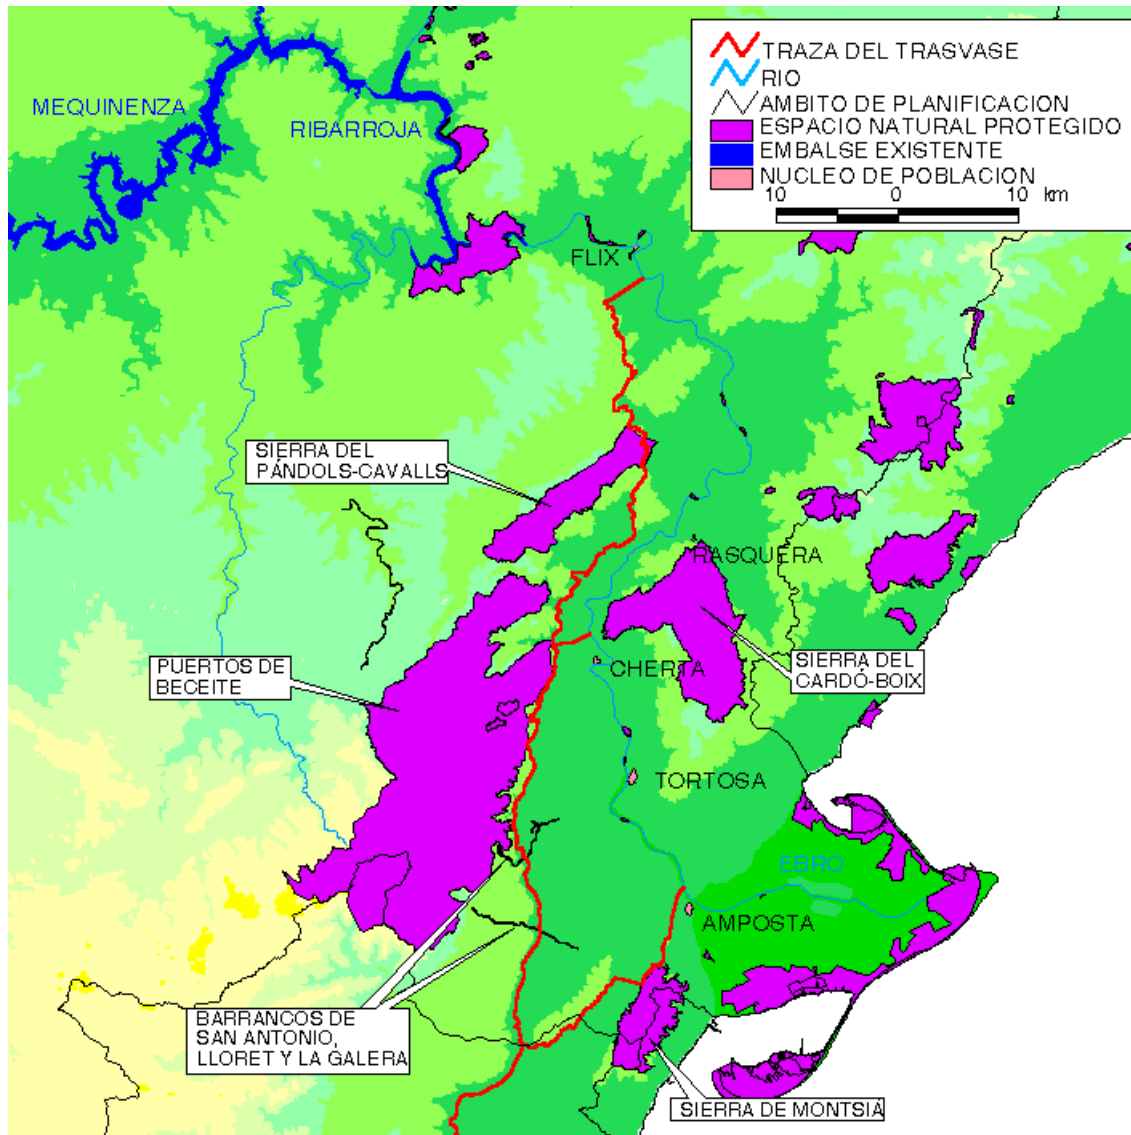 TRAZA DEL TRASVASE
RIO
AMBITO DE PLANIFICACION
ESPACIO NATURAL PROTEGIDO
EMBALSE EXISTENTE
NUCLEO DE POBLACION
10 0 10 km
MEQUINENZA
RIBARROJA
FLIX
SIERRA DEL
PÁNDOLS-CAVALLS
RASQUERA
CHERTA
SIERRA DEL
CARDÓ-BOIX
PUERTOS DE
BECEITE
TORTOSA
EBRO
AMPOSTA
BARRANCOS DE
SAN ANTONIO,
LLORET Y LA GALERA
SIERRA DE MONTSIÁ